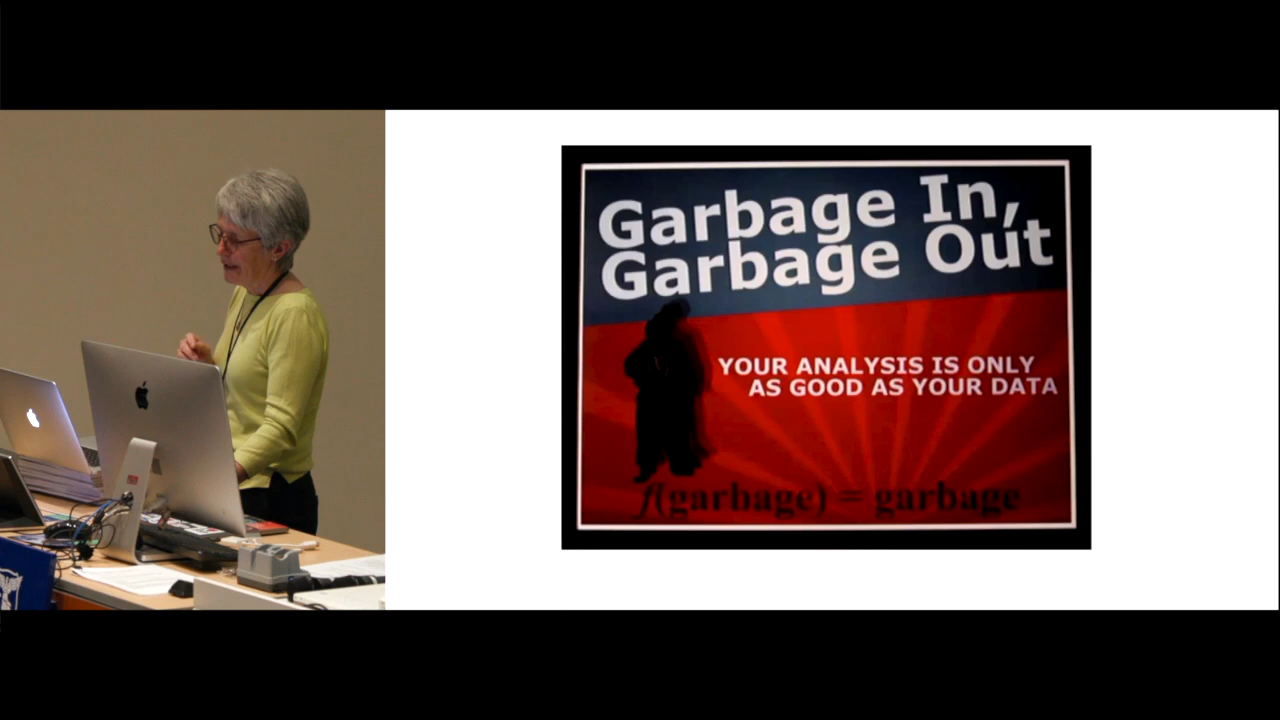 Garbage In,
Garbage Out
YOUR ANALYSIS IS ONLY
AS GOOD AS YOUR DATA
f(garbage) = garbage